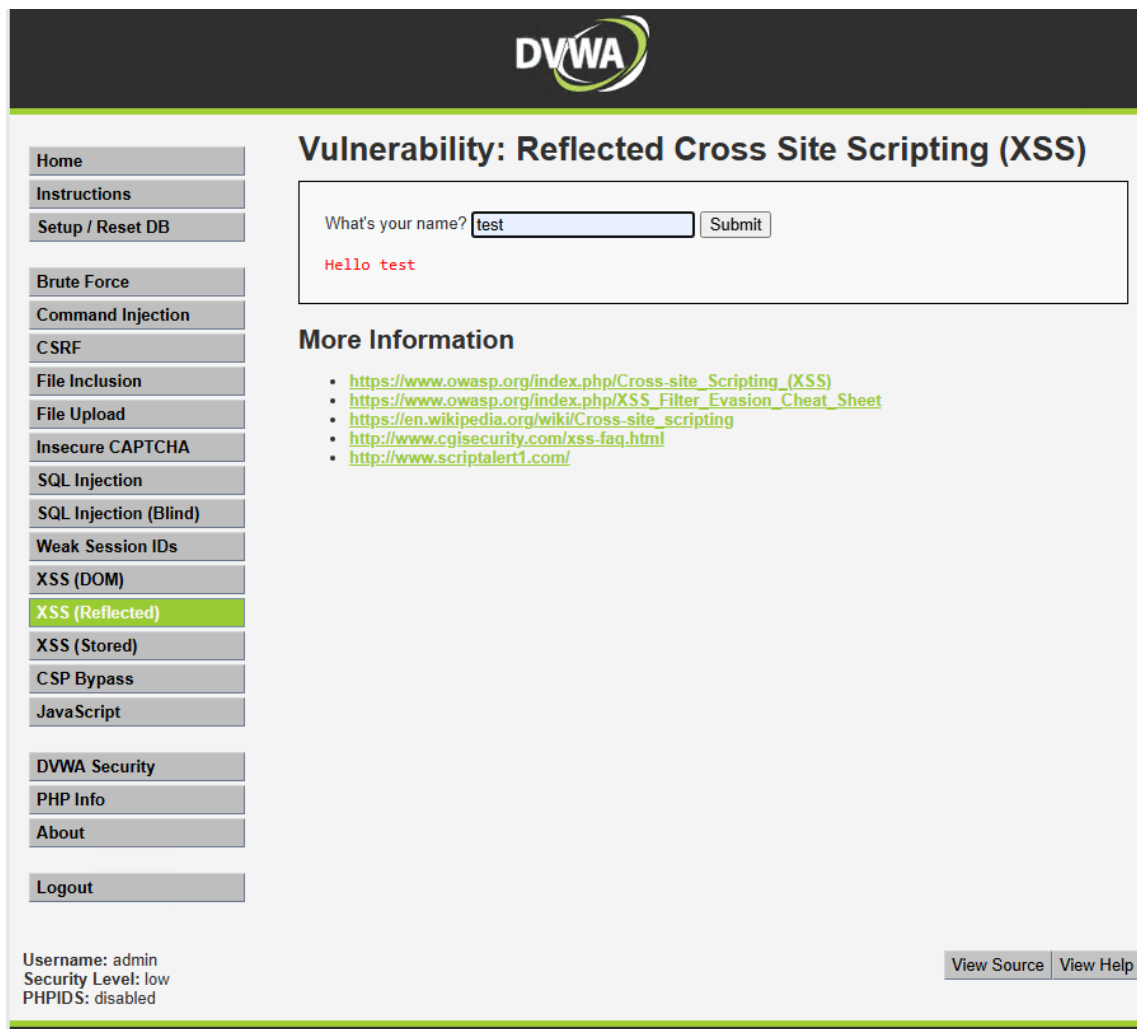 DVWA
Home
Instructions
Setup / Reset DB
Brute Force
Command Injection
CSRF
File Inclusion
File Upload
Insecure CAPTCHA
SQL Injection
SQL Injection (Blind)
Weak Session IDs
XSS (DOM)
XSS (Reflected)
XSS (Stored)
CSP Bypass
JavaScript
DVWA Security
PHP Info
About
Logout
Vulnerability: Reflected Cross Site Scripting (XSS)
What's your name? test Submit
Hello test
More Information
https://www.owasp.org/index.php/Cross-site_Scripting_(XSS)
https://www.owasp.org/index.php/XSS_Filter_Evasion_Cheat_Sheet
https://en.wikipedia.org/wiki/Cross-site_scripting
http://www.cgisecurity.com/xss-faq.html
http://www.scriptalert1.com/
Username: admin
Security Level: low
PHPIDS: disabled
View Source View Help